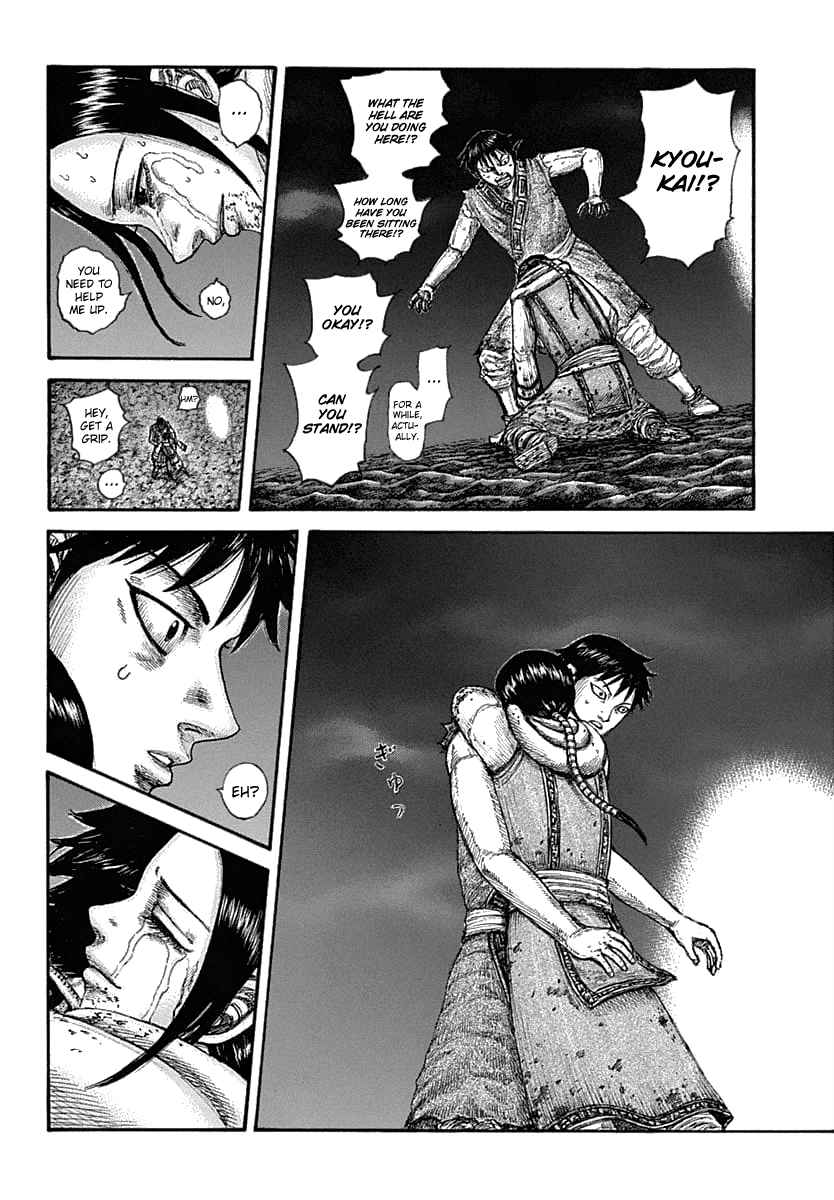 KYOU-
KAI!?
WHAT THE
HELL ARE
YOU DOING
HERE!?
HOW LONG
HAVE YOU
BEEN SITTING
THERE!?
...
FOR A
WHILE,
ACTU-
ALLY.
YOU
OKAY!?
CAN
YOU
STAND!?
...
NO,
YOU
NEED TO
HELP
ME UP.
HM?
HEY,
GET A
GRIP.
...
ぎゅっ
EH?